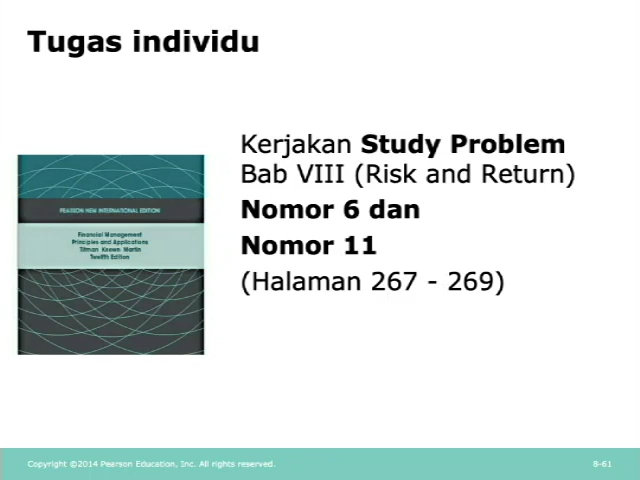 Tugas individu
Kerjakan Study Problem
Bab VIII (Risk and Return)
Nomor 6 dan
Nomor 11
(Halaman 267 - 269)
PEARSON NEW INTERNATIONAL EDITION
Financial Management
Principles and Applications
Titman Keown Martin
Twelfth Edition
Copyright ©2014 Pearson Education, Inc. All rights reserved.
8-61